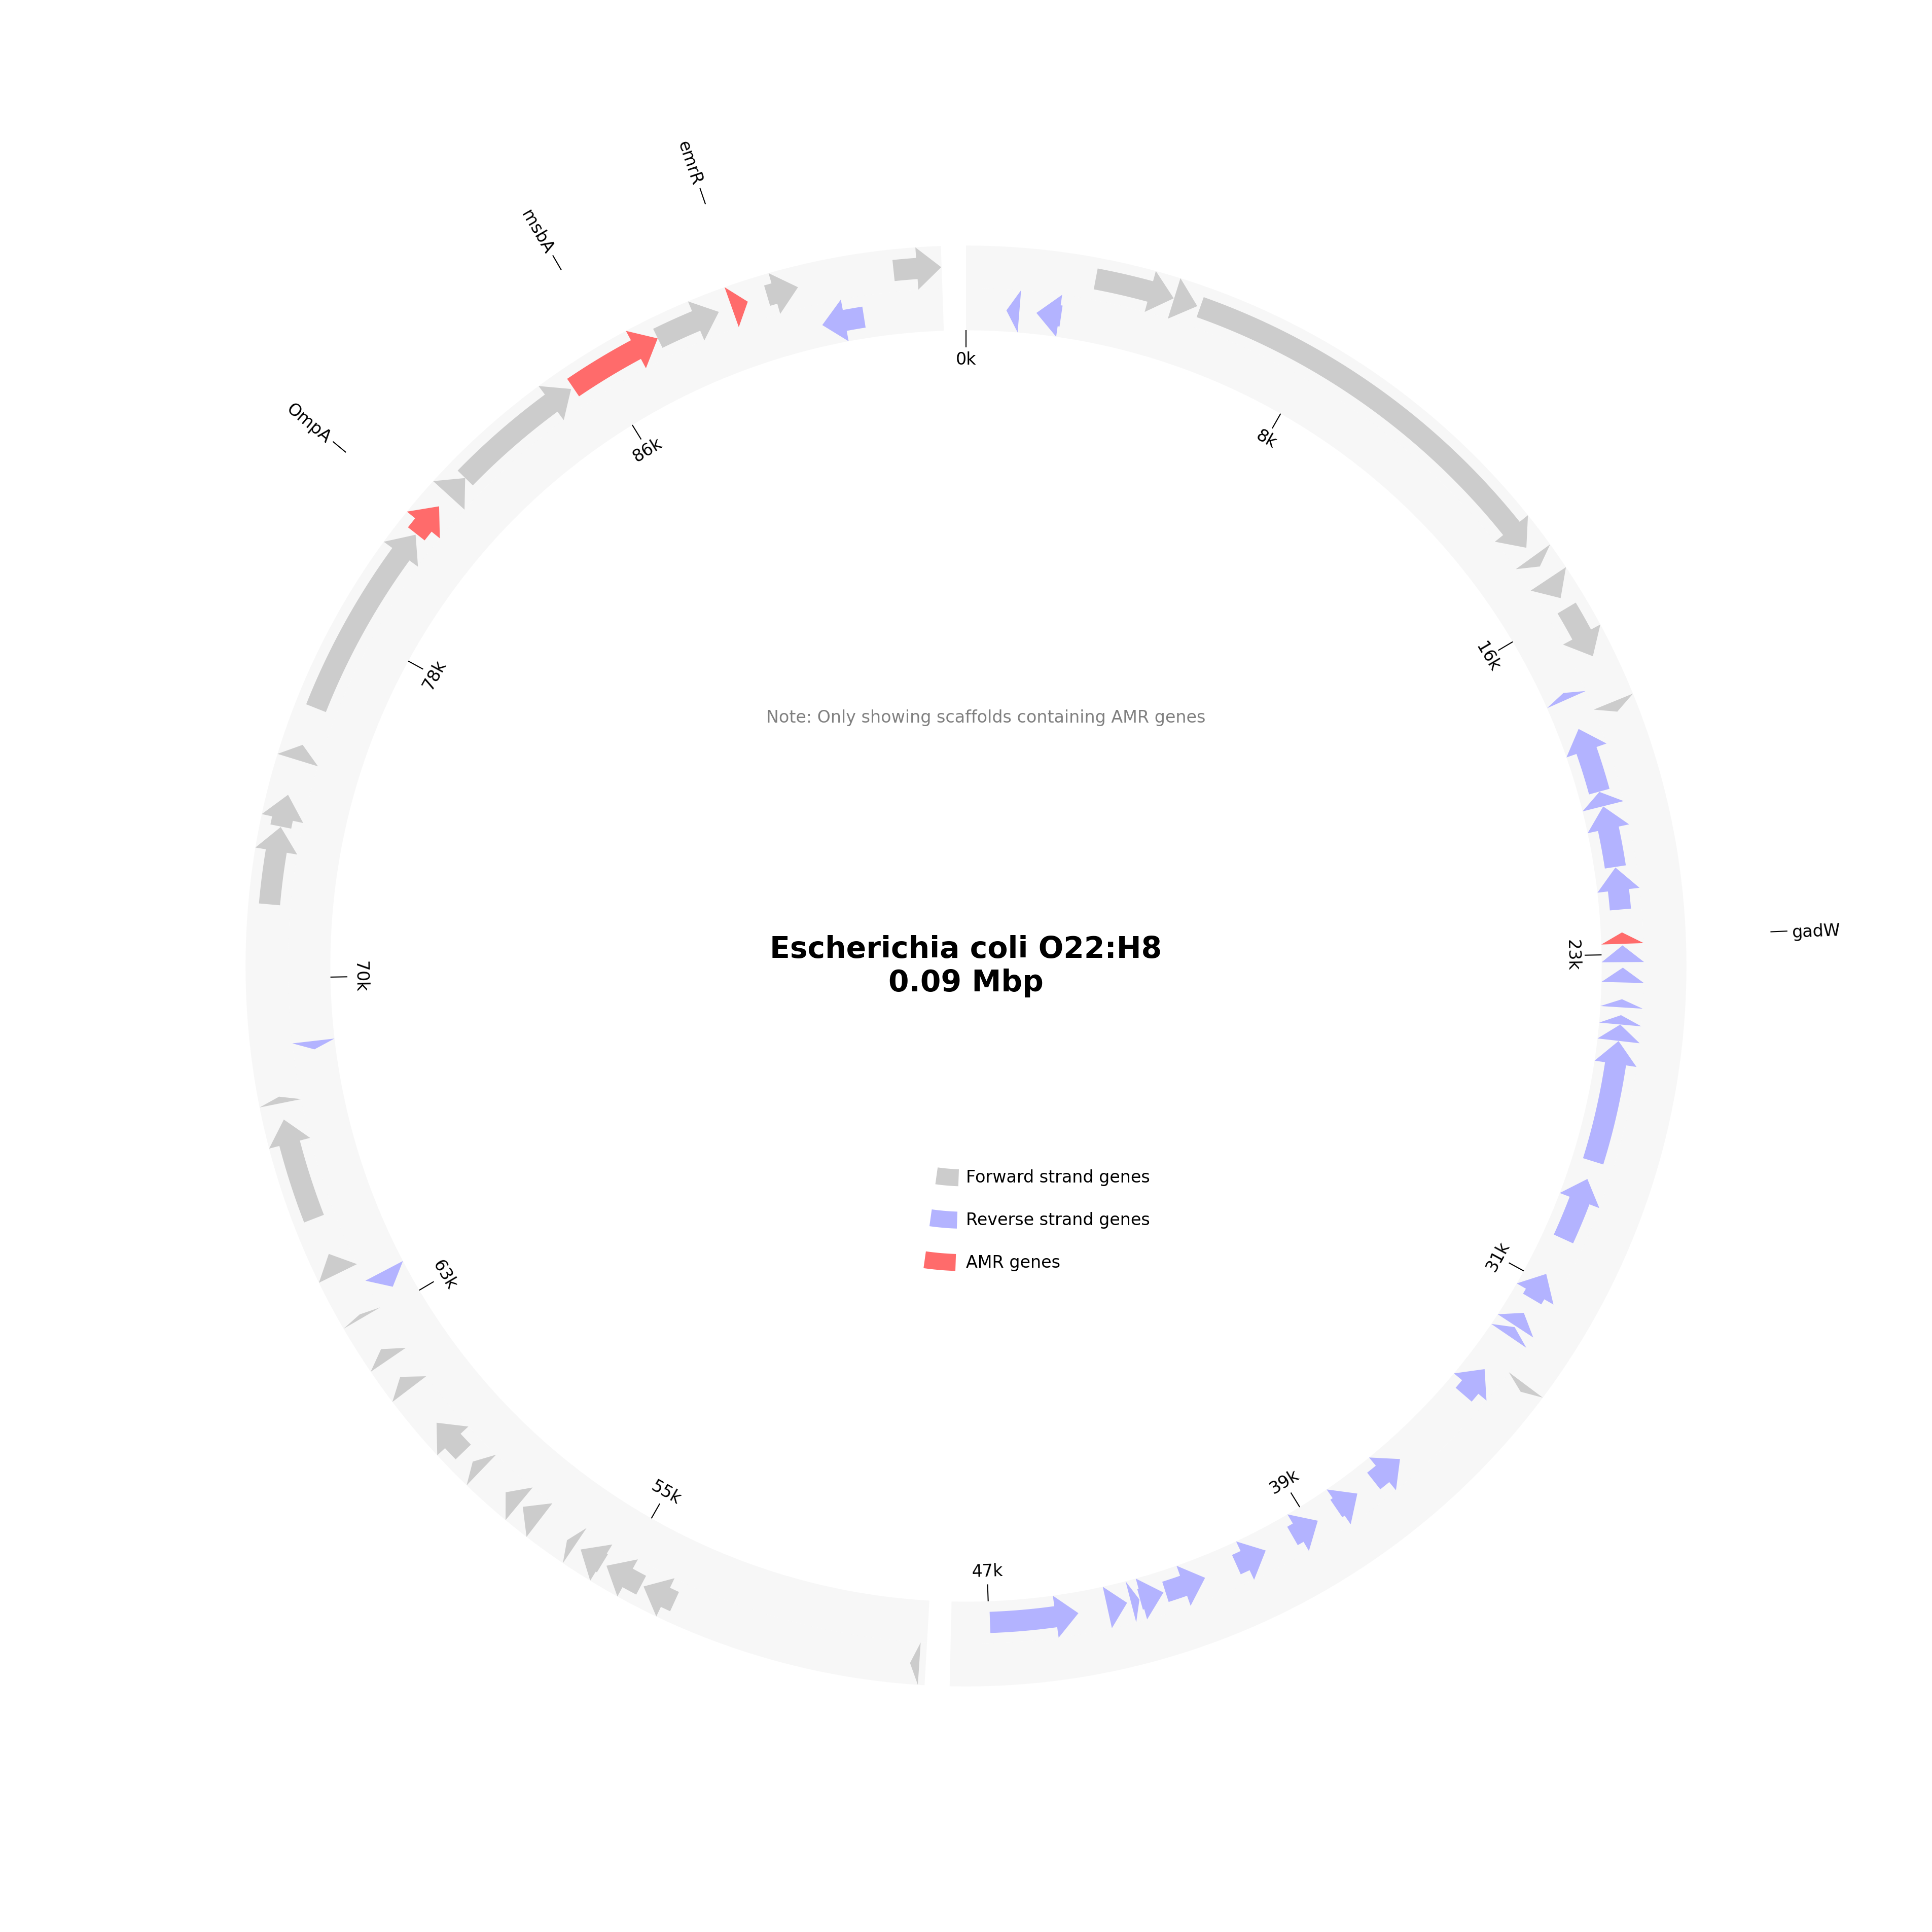 emrR
msbA
OmpA
0k
8k
86k
16k
78k
Note: Only showing scaffolds containing AMR genes
gadW
Escherichia coli O22:H8
0.09 Mbp
23k
70k
Forward strand genes
Reverse strand genes
AMR genes
31k
63k
39k
55k
47k